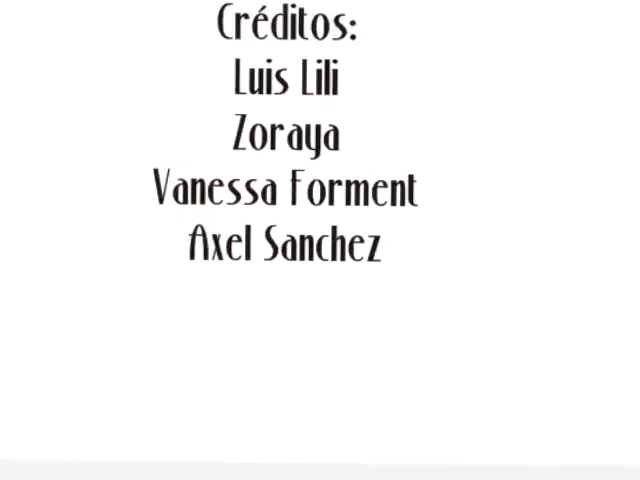 Créditos:
Luis Lili
Zoraya
Vanessa Forment
Axel Sanchez